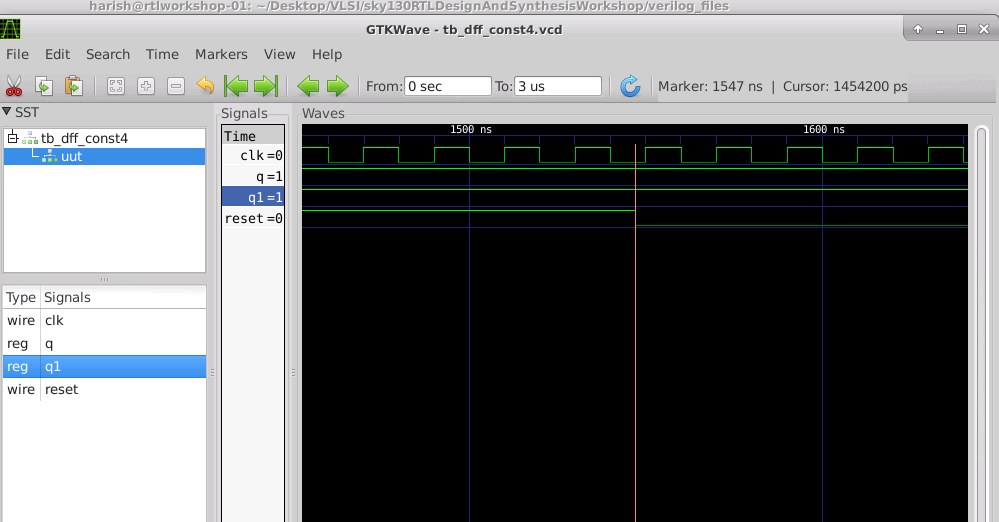 harish@rtlworkshop-01: ~/Desktop/VLSI/sky130RTLDesignAndSynthesisWorkshop/verilog_files
GTKWave - tb_dff_const4.vcd
File Edit Search Time Markers View Help
From: 0 sec To: 3 us Marker: 1547 ns | Cursor: 1454200 ps
SST
tb_dff_const4
uut
Type Signals
wire clk
reg q
reg q1
wire reset
Signals
Time
clk =0
q =1
q1 =1
reset =0
Waves
1500 ns 1600 ns